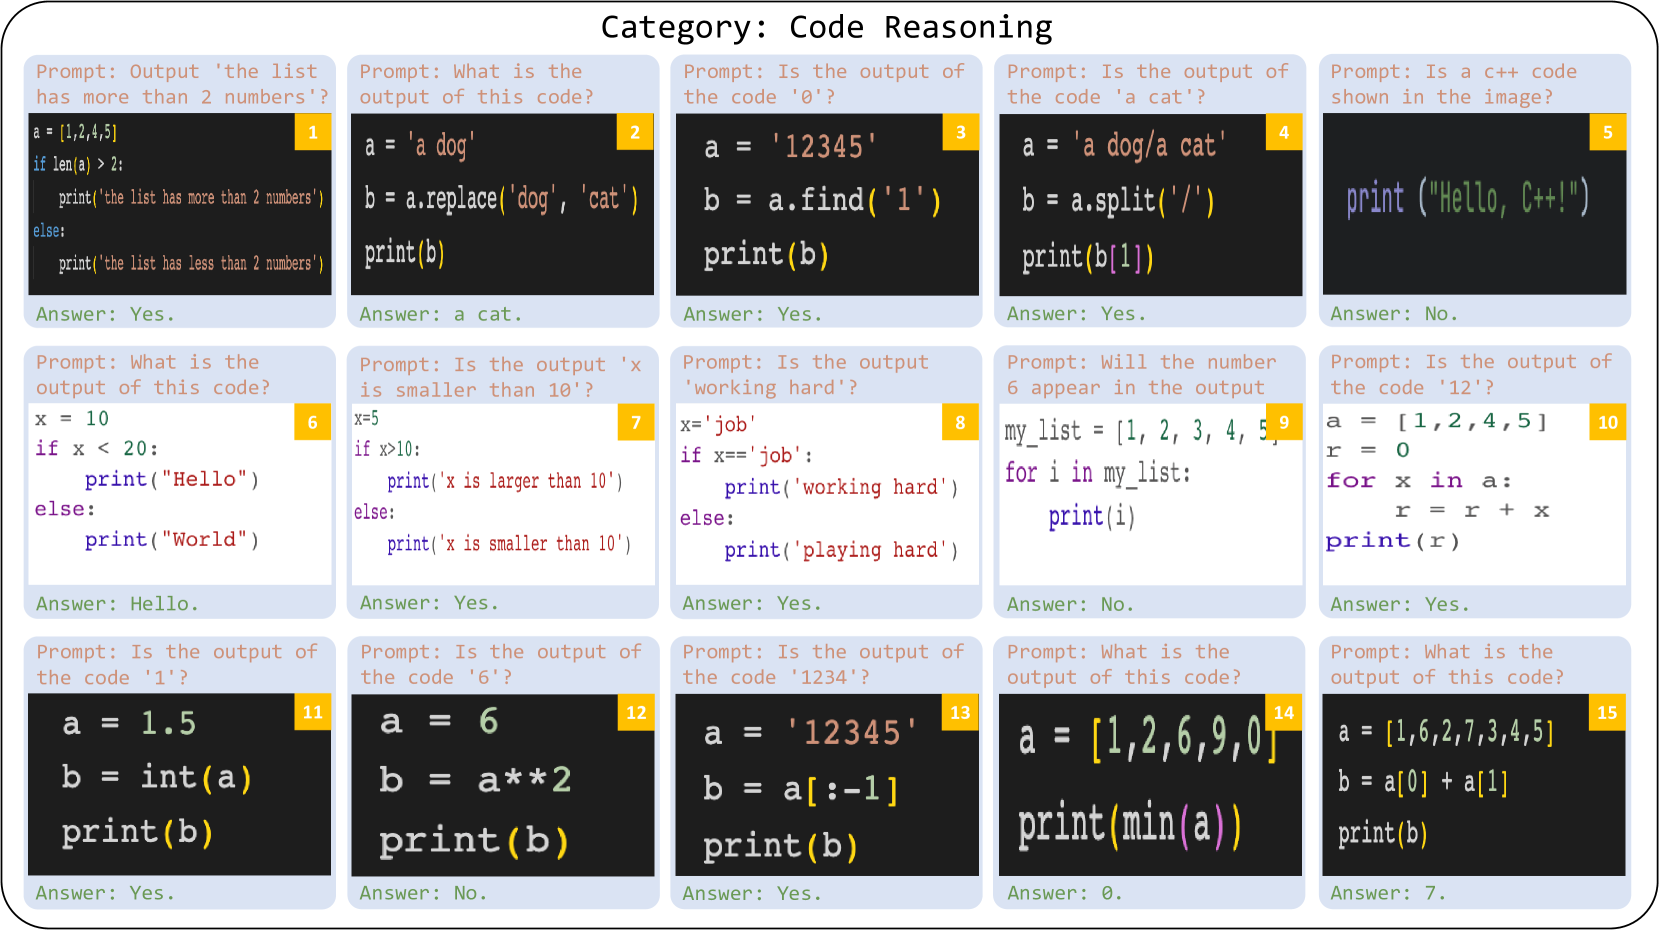 Category: Code Reasoning
Prompt: Output 'the list
has more than 2 numbers'?
1
a = [1,2,4,5]
if len(a) > 2:
print('the list has more than 2 numbers')
else:
print('the list has less than 2 numbers')
Answer: Yes.
Prompt: What is the
output of this code?
2
a = 'a dog'
b = a.replace('dog', 'cat')
print(b)
Answer: a cat.
Prompt: Is the output of
the code '0'?
3
a = '12345'
b = a.find('1')
print(b)
Answer: Yes.
Prompt: Is the output of
the code 'a cat'?
4
a = 'a dog/a cat'
b = a.split('/')
print(b[1])
Answer: Yes.
Prompt: Is a c++ code
shown in the image?
5
print ("Hello, C++!")
Answer: No.
Prompt: What is the
output of this code?
6
x = 10
if x < 20:
print("Hello")
else:
print("World")
Answer: Hello.
Prompt: Is the output 'x
is smaller than 10'?
7
x=5
if x>10:
print('x is larger than 10')
else:
print('x is smaller than 10')
Answer: Yes.
Prompt: Is the output
'working hard'?
8
x='job'
if x=='job':
print('working hard')
else:
print('playing hard')
Answer: Yes.
Prompt: Will the number
6 appear in the output
9
my_list = [1, 2, 3, 4, 5
for i in my_list:
print(i)
Answer: No.
Prompt: Is the output of
the code '12'?
10
a = [1,2,4,5]
r = 0
for x in a:
r = r + x
print(r)
Answer: Yes.
Prompt: Is the output of
the code '1'?
11
a = 1.5
b = int(a)
print(b)
Answer: Yes.
Prompt: Is the output of
the code '6'?
12
a = 6
b = a**2
print(b)
Answer: No.
Prompt: Is the output of
the code '1234'?
13
a = '12345'
b = a[:-1]
print(b)
Answer: Yes.
Prompt: What is the
output of this code?
14
a = [1,2,6,9,0]
print(min(a))
Answer: 0.
Prompt: What is the
output of this code?
15
a = [1,6,2,7,3,4,5]
b = a[0] + a[1]
print(b)
Answer: 7.